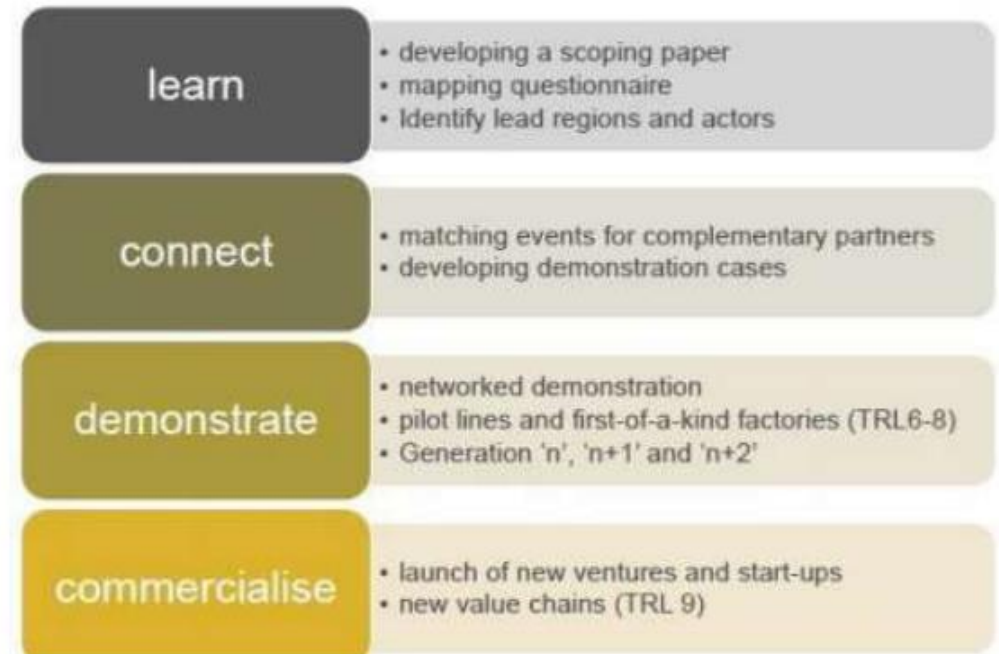 learn
• developing a scoping paper
• mapping questionnaire
• Identify lead regions and actors
connect
• matching events for complementary partners
• developing demonstration cases
demonstrate
• networked demonstration
• pilot lines and first-of-a-kind factories (TRL6-8)
• Generation 'n', 'n+1' and 'n+2'
commercialise
• launch of new ventures and start-ups
• new value chains (TRL 9)